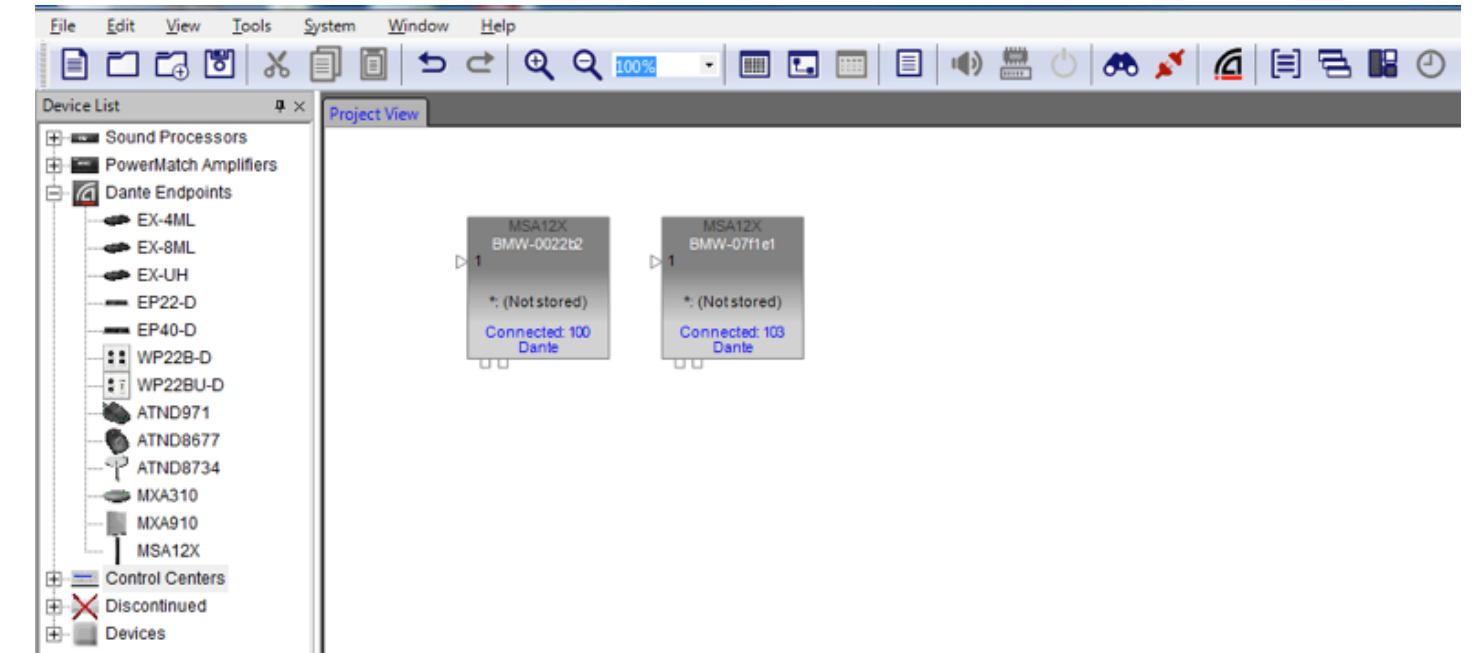 File Edit View Tools System Window Help
100%
Device List
Project View
Sound Processors
PowerMatch Amplifiers
Dante Endpoints
EX-4ML
EX-8ML
EX-UH
EP22-D
EP40-D
WP22B-D
WP22BU-D
ATND971
ATND8677
ATND8734
MXA310
MXA910
MSA12X
Control Centers
Discontinued
Devices
MSA12X
BMW-0022b2
1
*: (Not stored)
Connected: 100
Dante
MSA12X
BMW-07f1e1
1
*: (Not stored)
Connected: 103
Dante